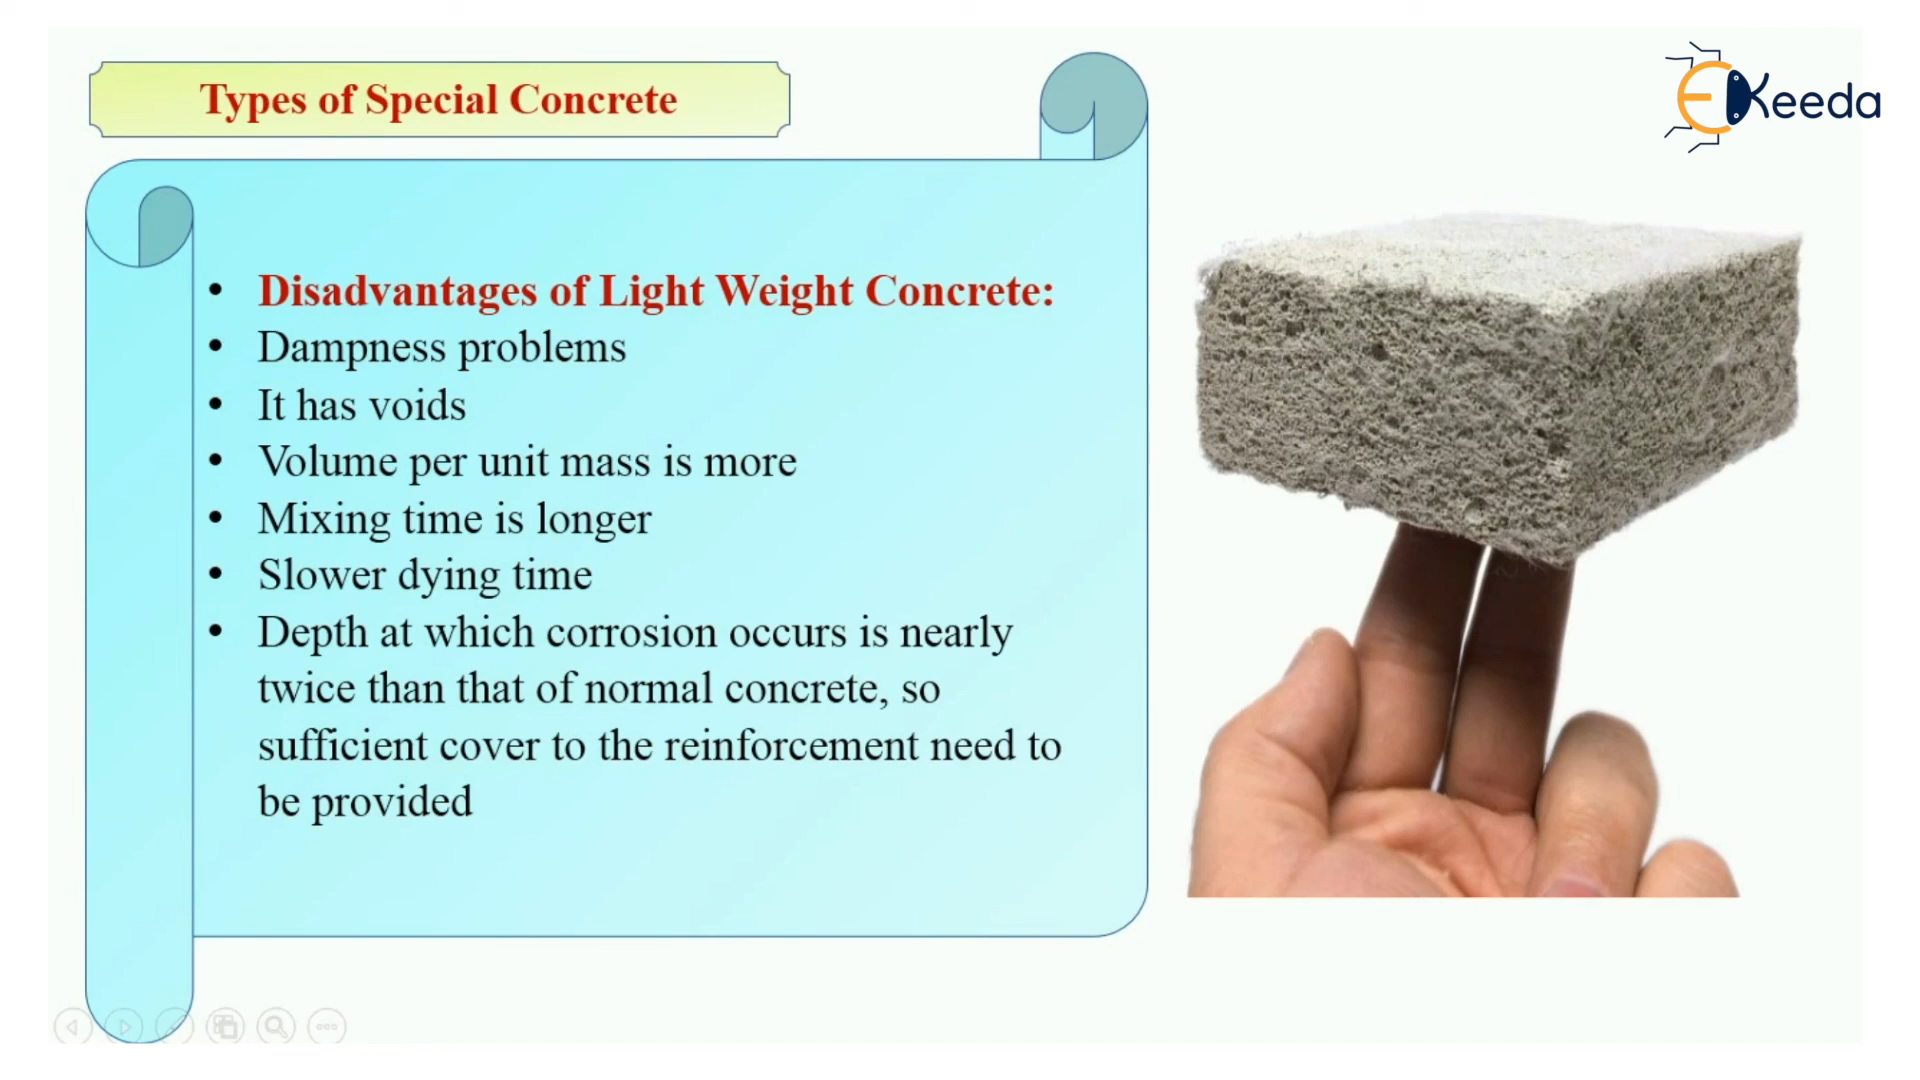 Types of Special Concrete
EKeeda
• Disadvantages of Light Weight Concrete:
• Dampness problems
• It has voids
• Volume per unit mass is more
• Mixing time is longer
• Slower dying time
• Depth at which corrosion occurs is nearly
twice than that of normal concrete, so
sufficient cover to the reinforcement need to
be provided